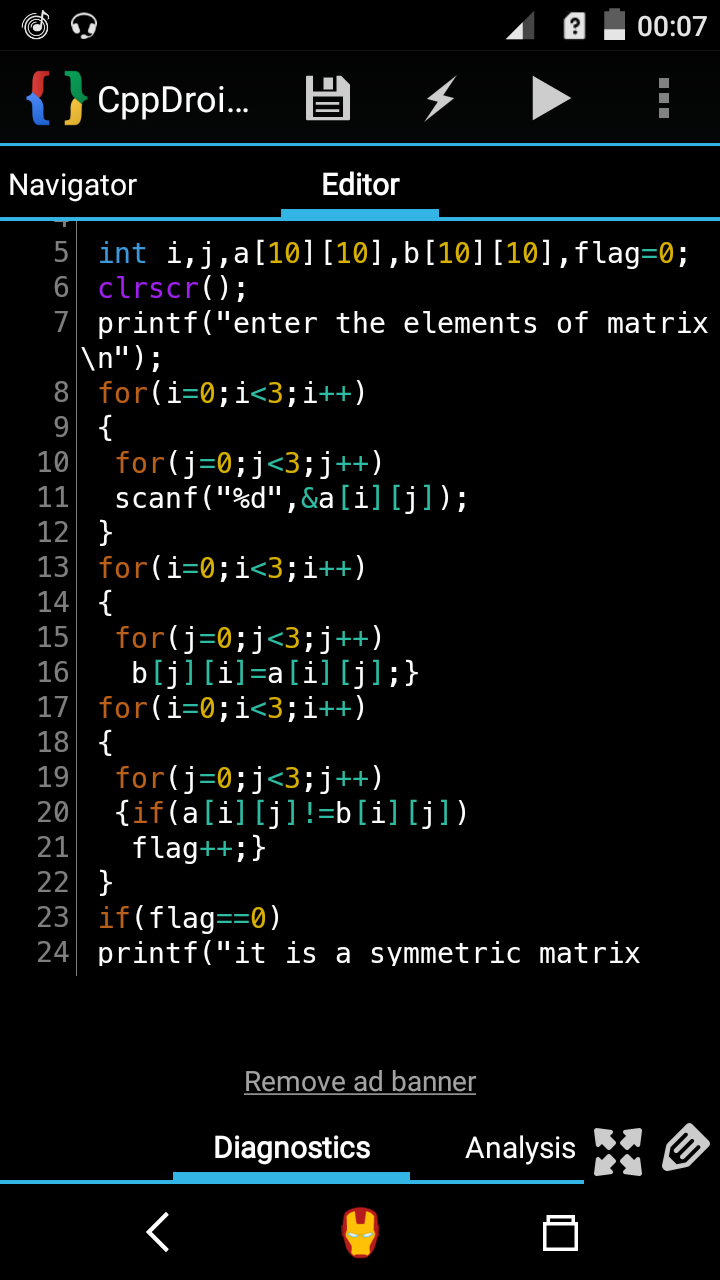 00:07
CppDroi...
Navigator
Editor
5 int i,j,a[10][10],b[10][10],flag=0;
6 clrscr();
7 printf("enter the elements of matrix
\n");
8 for(i=0;i<3;i++)
9 {
10 for(j=0;j<3;j++)
11 scanf("%d",&a[i][j]);
12 }
13 for(i=0;i<3;i++)
14 {
15 for(j=0;j<3;j++)
16 b[j][i]=a[i][j];}
17 for(i=0;i<3;i++)
18 {
19 for(j=0;j<3;j++)
20 {if(a[i][j]!=b[i][j])
21 flag++;}
22 }
23 if(flag==0)
24 printf("it is a symmetric matrix
Remove ad banner
Diagnostics
Analysis